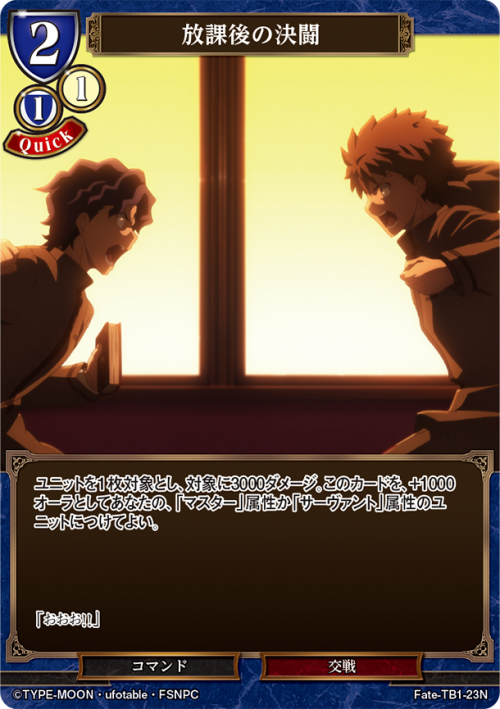 2
放課後の決闘
1
1
Quick
ユニットを1枚対象とし、対象に3000ダメージ。このカードを、+1000
オーラとしてあなたの、「マスター」属性か「サーヴァント」属性のユ
ニットにつけてよい。
『おおお!!』
コマンド
交戦
©TYPE-MOON・ufotable・FSNPC
Fate-TB1-23N